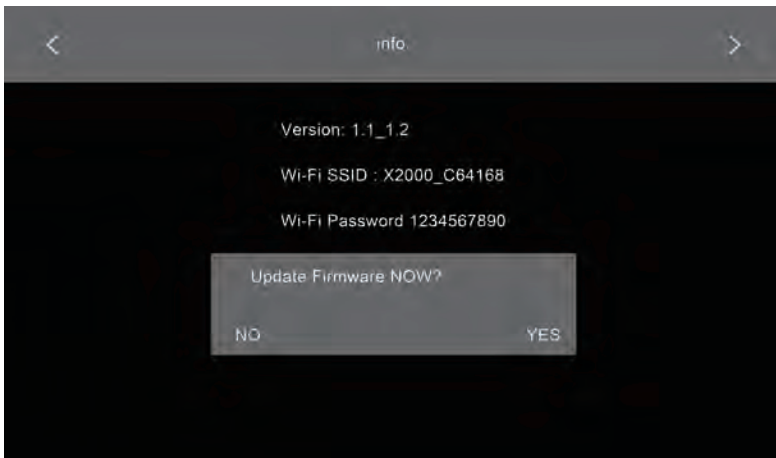 info
Version: 1.1_1.2
Wi-Fi SSID : X2000_C64168
Wi-Fi Password 1234567890
Update Firmware NOW?
NO YES